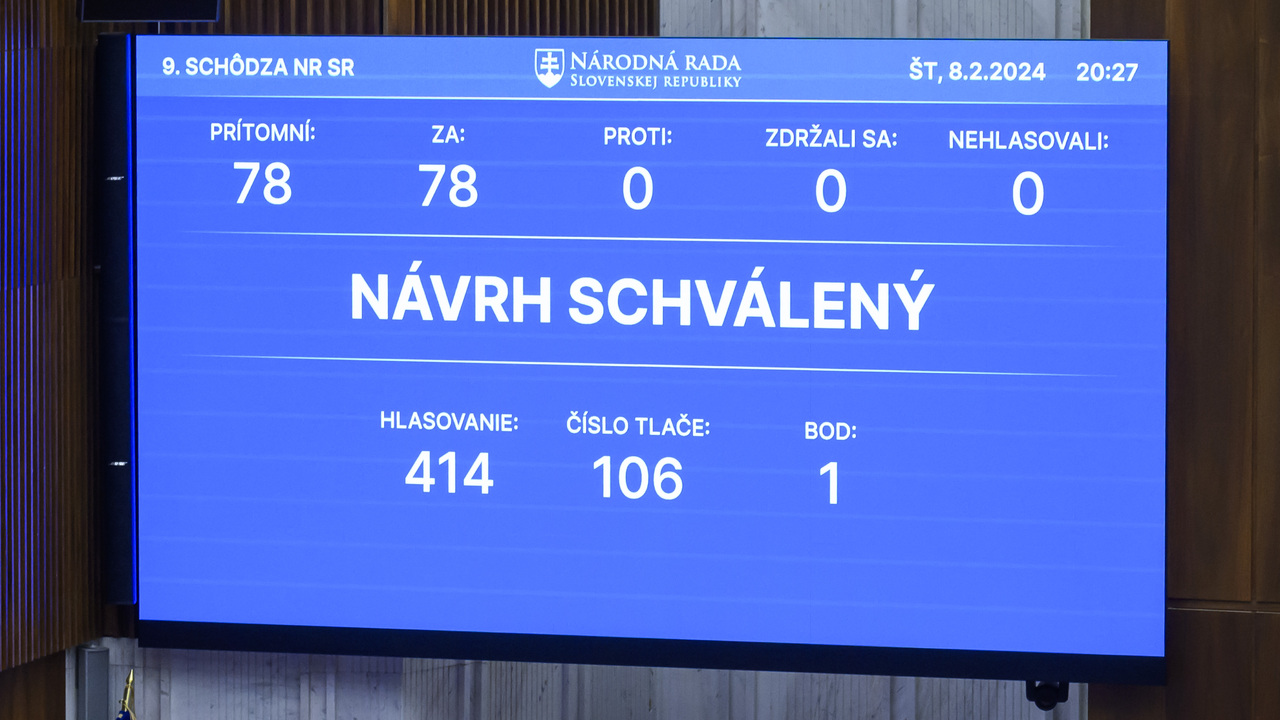 9. SCHÔDZA NR SR
NÁRODNÁ RADA
SLOVENSKEJ REPUBLIKY
ŠT, 8.2.2024 20:27
PRÍTOMNÍ: ZA: PROTI: ZDRŽALI SA: NEHLASOVALI:
78 78 0 0 0
NÁVRH SCHVÁLENÝ
HLASOVANIE: ČÍSLO TLAČE: BOD:
414 106 1